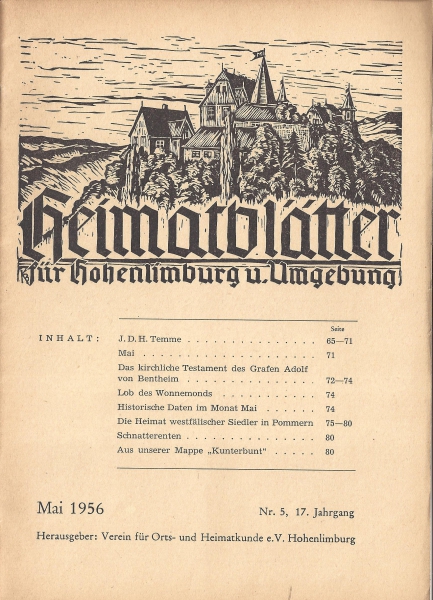 Heimatblätter
für Hohenlimburg u. Umgebung
Seite
INHALT:
J. D. H. Temme . . . . . . . . . . . . . . . 65—71
Mai . . . . . . . . . . . . . . . . . . . . 71
Das kirchliche Testament des Grafen Adolf
von Bentheim . . . . . . . . . . . . . . . 72—74
Lob des Wonnemonds . . . . . . . . . . . . 74
Historische Daten im Monat Mai . . . . . . . 74
Die Heimat westfälischer Siedler in Pommern 75—80
Schnatterenten . . . . . . . . . . . . . . . 80
Aus unserer Mappe „Kunterbunt“ . . . . . 80
Mai 1956
Nr. 5, 17. Jahrgang
Herausgeber: Verein für Orts- und Heimatkunde e.V. Hohenlimburg